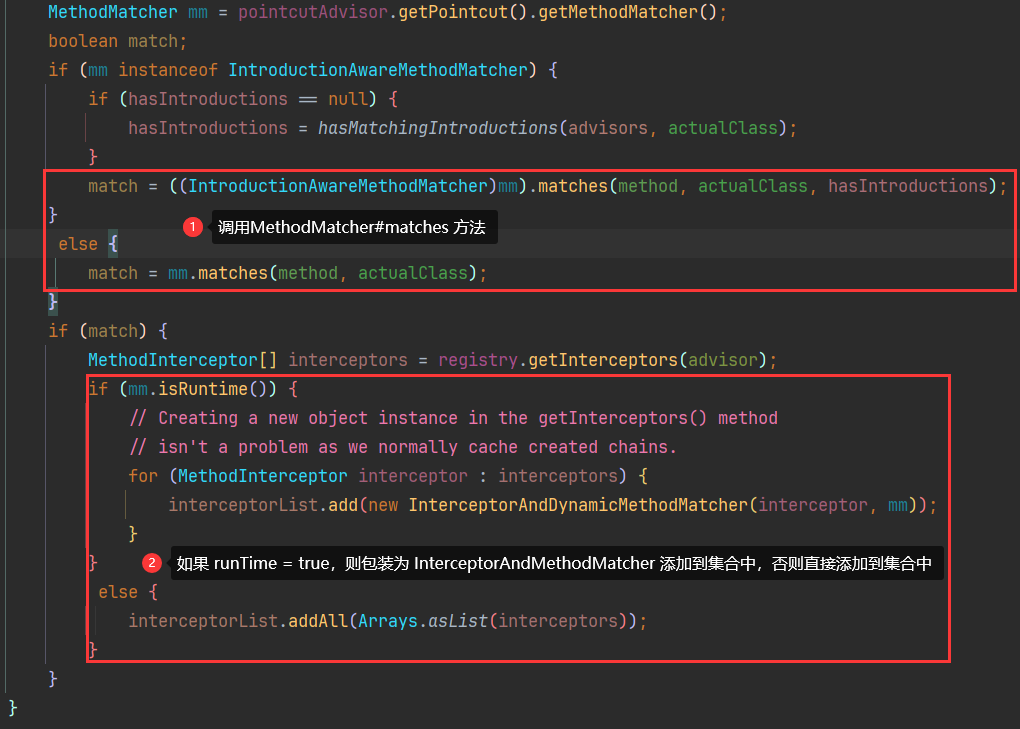 MethodMatcher mm = pointcutAdvisor.getPointcut().getMethodMatcher();
boolean match;
if (mm instanceof IntroductionAwareMethodMatcher) {
if (hasIntroductions == null) {
hasIntroductions = hasMatchingIntroductions(advisors, actualClass);
}
match = ((IntroductionAwareMethodMatcher)mm).matches(method, actualClass, hasIntroductions);
}
1 调用MethodMatcher#matches 方法
else {
match = mm.matches(method, actualClass);
}
if (match) {
MethodInterceptor[] interceptors = registry.getInterceptors(advisor);
if (mm.isRuntime()) {
// Creating a new object instance in the getInterceptors() method
// isn't a problem as we normally cache created chains.
for (MethodInterceptor interceptor : interceptors) {
interceptorList.add(new InterceptorAndDynamicMethodMatcher(interceptor, mm));
}
}
2 如果 runTime = true，则包装为 InterceptorAndMethodMatcher 添加到集合中，否则直接添加到集合中
else {
interceptorList.addAll(Arrays.asList(interceptors));
}
}
}